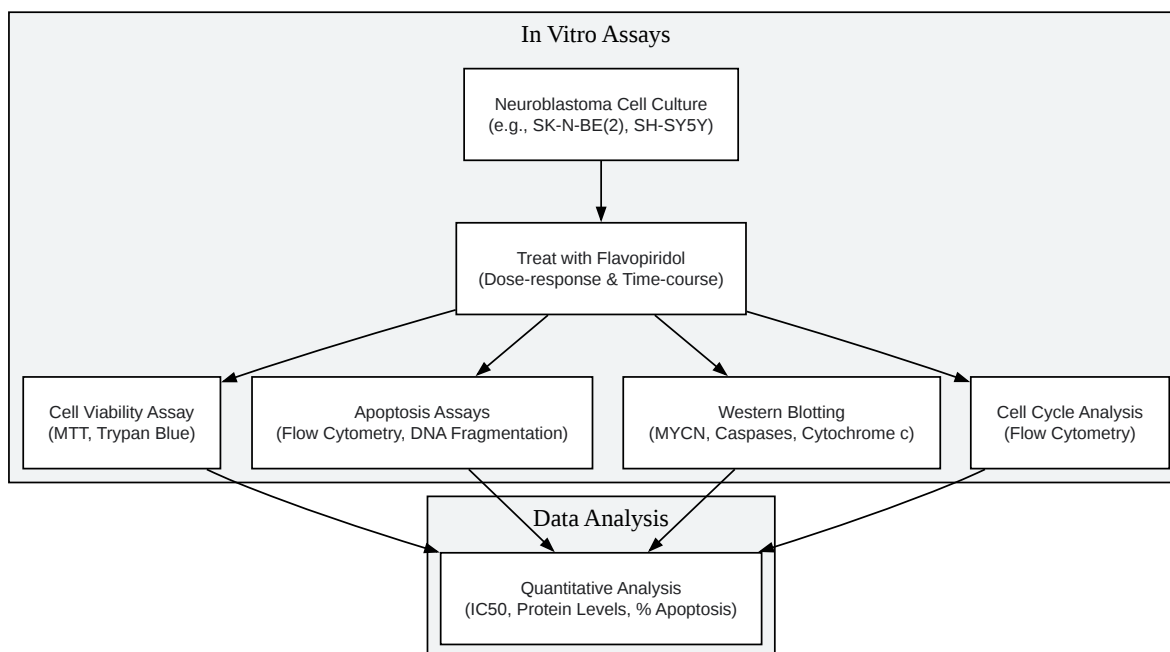 In Vitro Assays
Neuroblastoma Cell Culture
(e.g., SK-N-BE(2), SH-SY5Y)
Treat with Flavopiridol
(Dose-response & Time-course)
Cell Viability Assay
(MTT, Trypan Blue)
Apoptosis Assays
(Flow Cytometry, DNA Fragmentation)
Western Blotting
(MYCN, Caspases, Cytochrome c)
Cell Cycle Analysis
(Flow Cytometry)
Data Analysis
Quantitative Analysis
(IC50, Protein Levels, % Apoptosis)